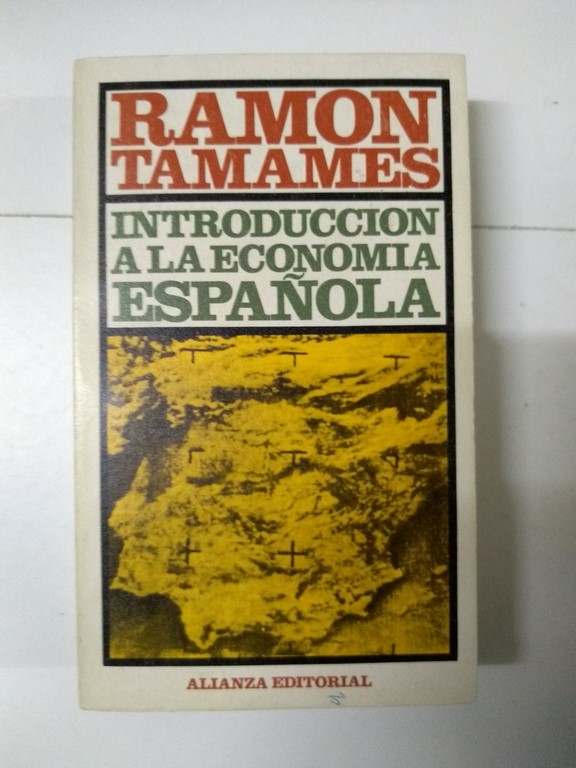 RAMON
TAMAMES
INTRODUCCION
A LA ECONOMIA
ESPAÑOLA
ALIANZA EDITORIAL